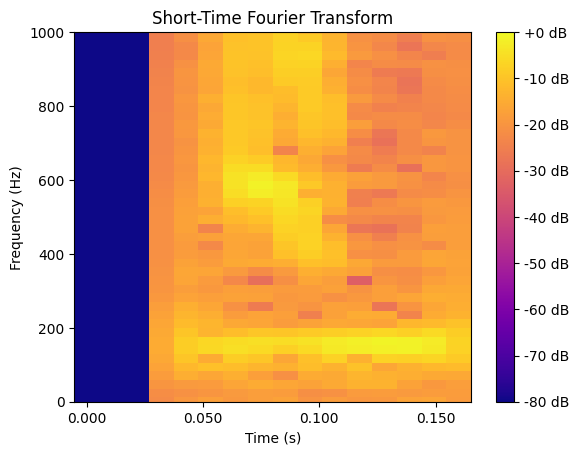 Short-Time Fourier Transform
Frequency (Hz)
1000
800
600
400
200
0
0.000
0.050
0.100
0.150
Time (s)
+0 dB
-10 dB
-20 dB
-30 dB
-40 dB
-50 dB
-60 dB
-70 dB
-80 dB